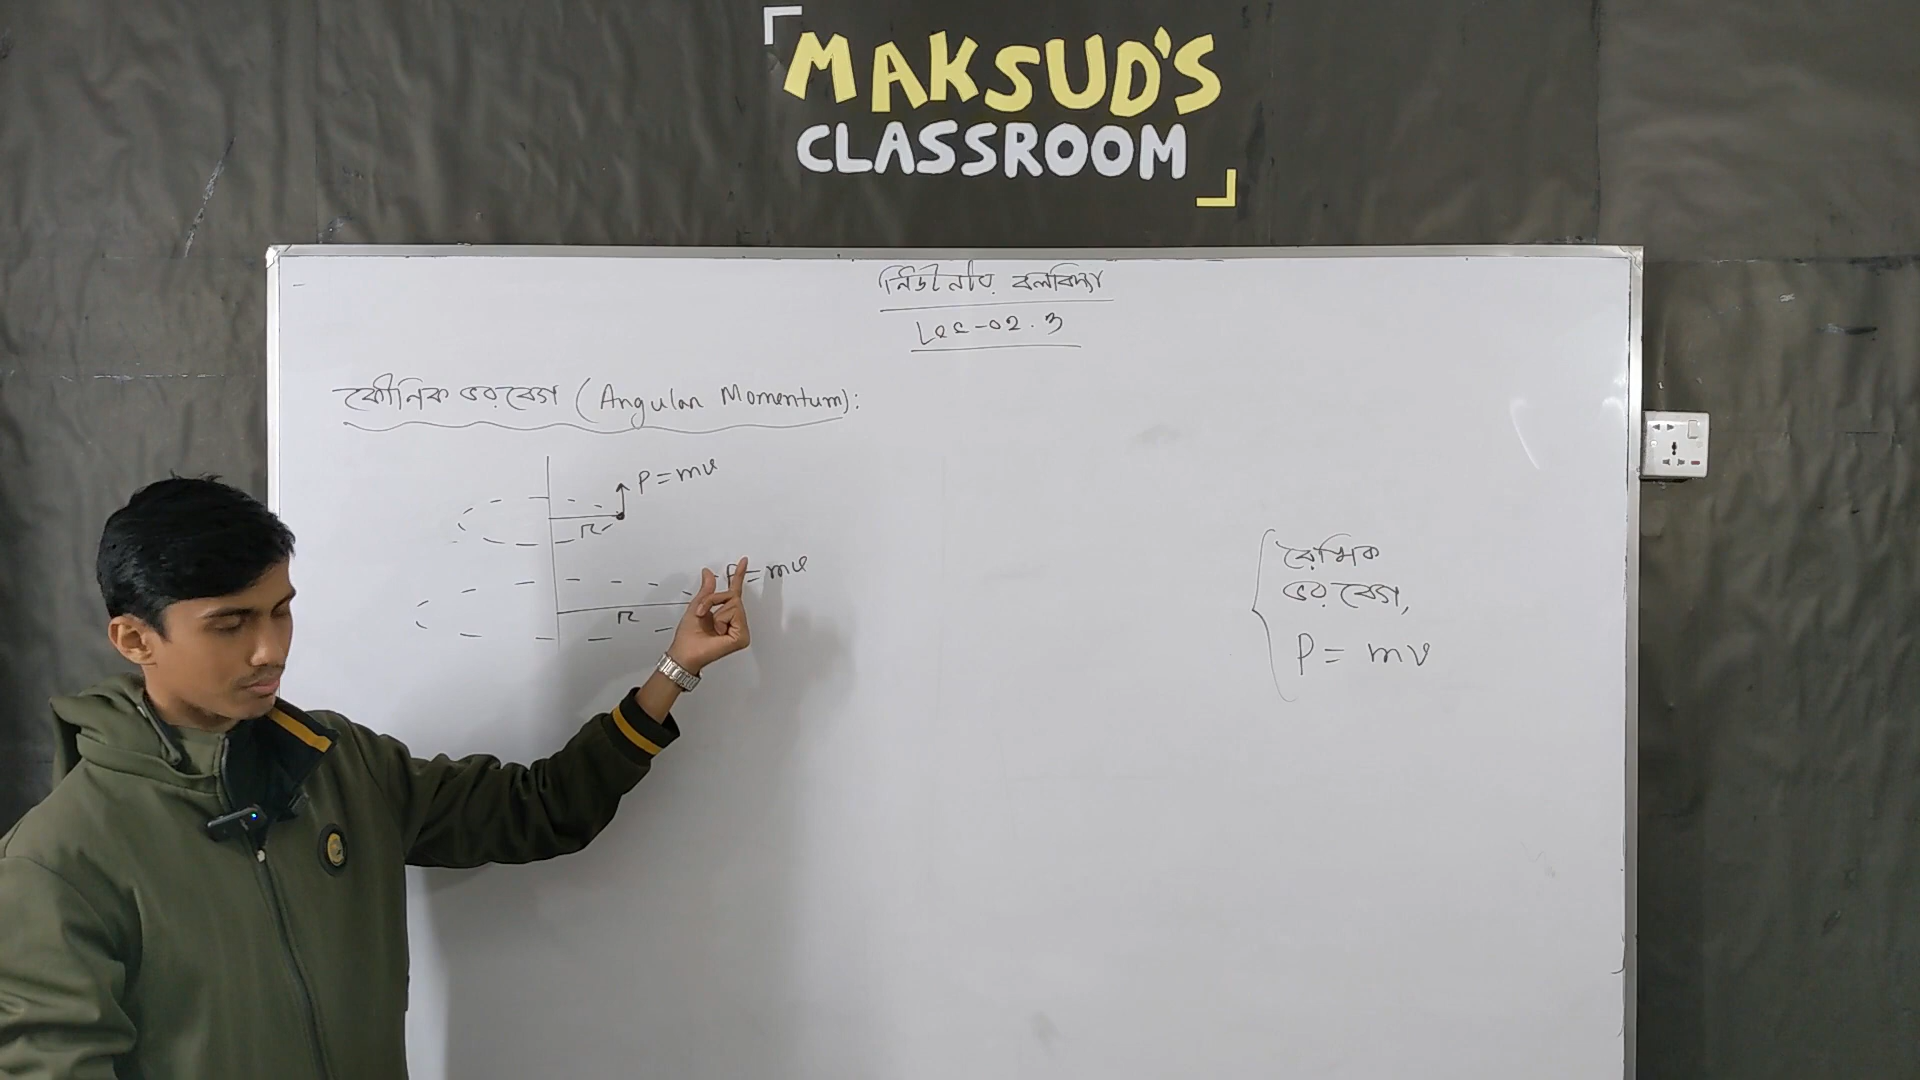 MAKSUD'S
CLASSROOM
নিউটনীয় বলবিদ্যা
Lec-02.3
কৌনিক ভরবেগ (Angular Momentum):
P = mv
r
P = mv
r
রৈখিক
ভরবেগ,
P = mv